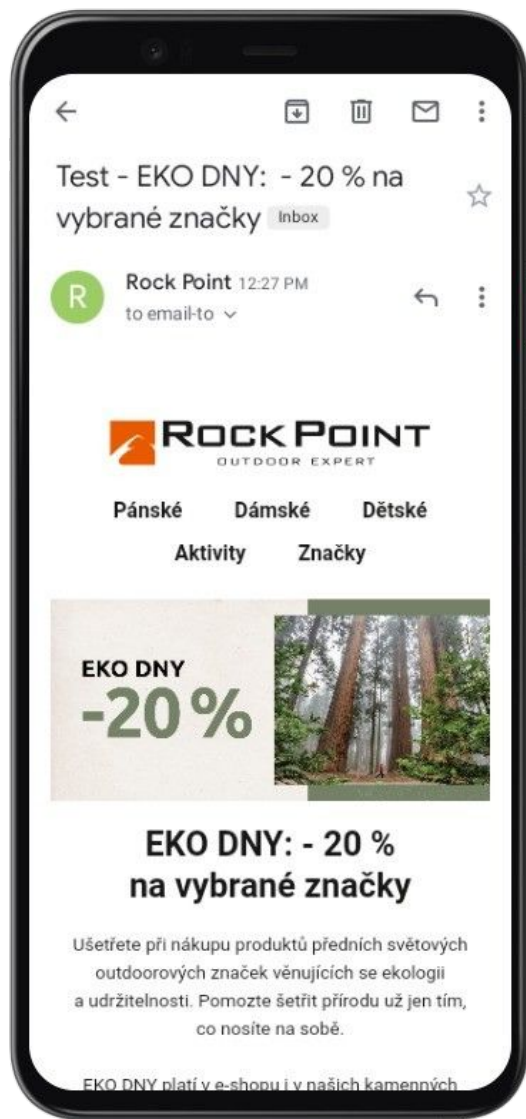 Test - EKO DNY:  - 20 % na
vybrané značky Inbox
R
Rock Point 12:27 PM
to email-to
ROCK POINT
OUTDOOR EXPERT
Pánské Dámské Dětské
Aktivity Značky
EKO DNY
-20 %
EKO DNY: - 20 %
na vybrané značky
Ušetřete při nákupu produktů předních světových
outdoorových značek věnujících se ekologii
a udržitelnosti. Pomozte šetřit přírodu už jen tím,
co nosíte na sobě.
EKO DNY platí v e-shopu i v našich kamenných